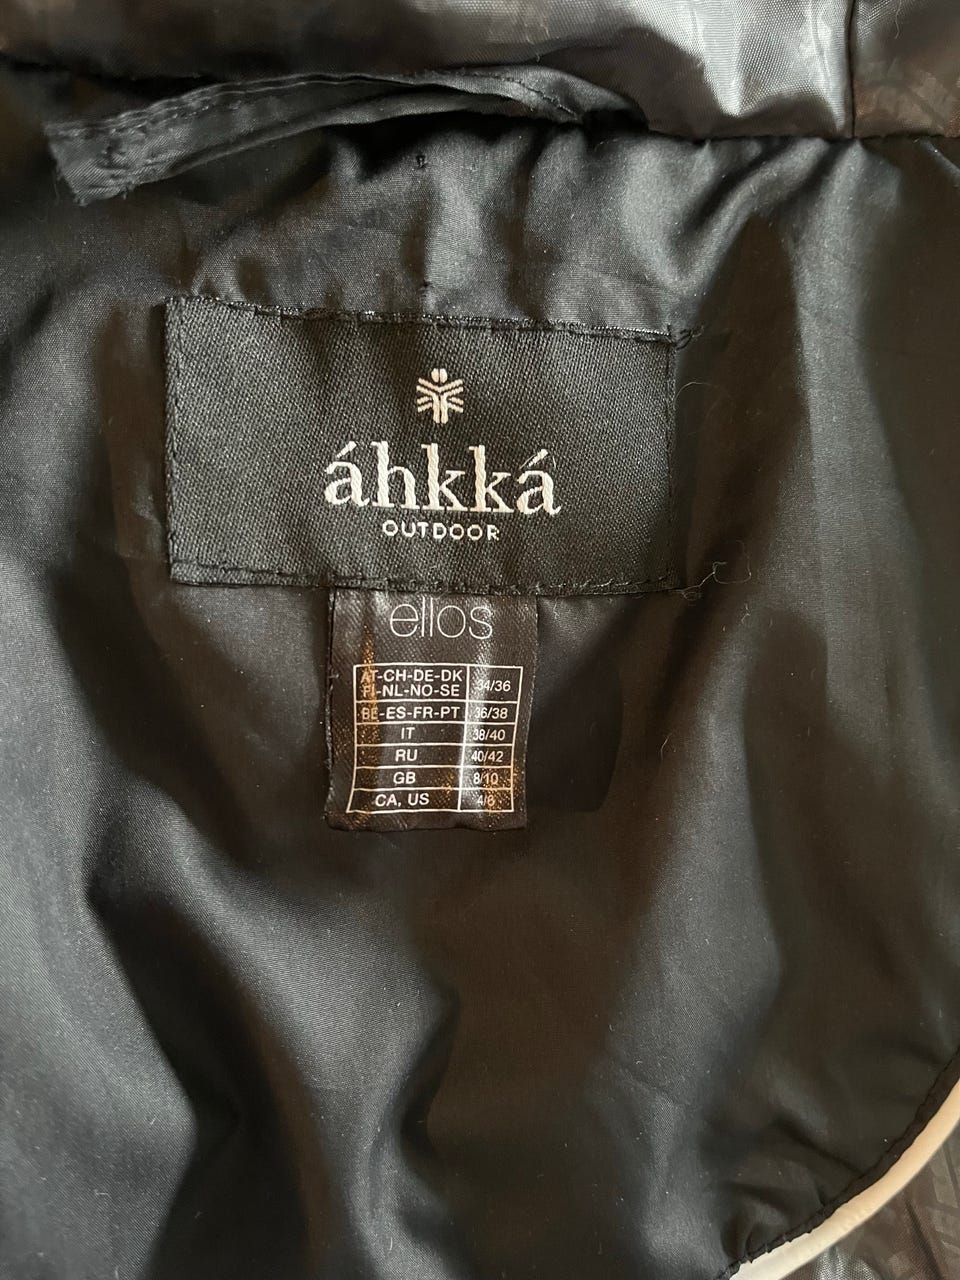 áhkká
OUTDOOR
ellos
AT-CH-DE-DK
FI-NL-NO-SE 34/36
BE-ES-FR-PT 36/38
IT 38/40
RU 40/42
GB 8/10
CA, US 4/6